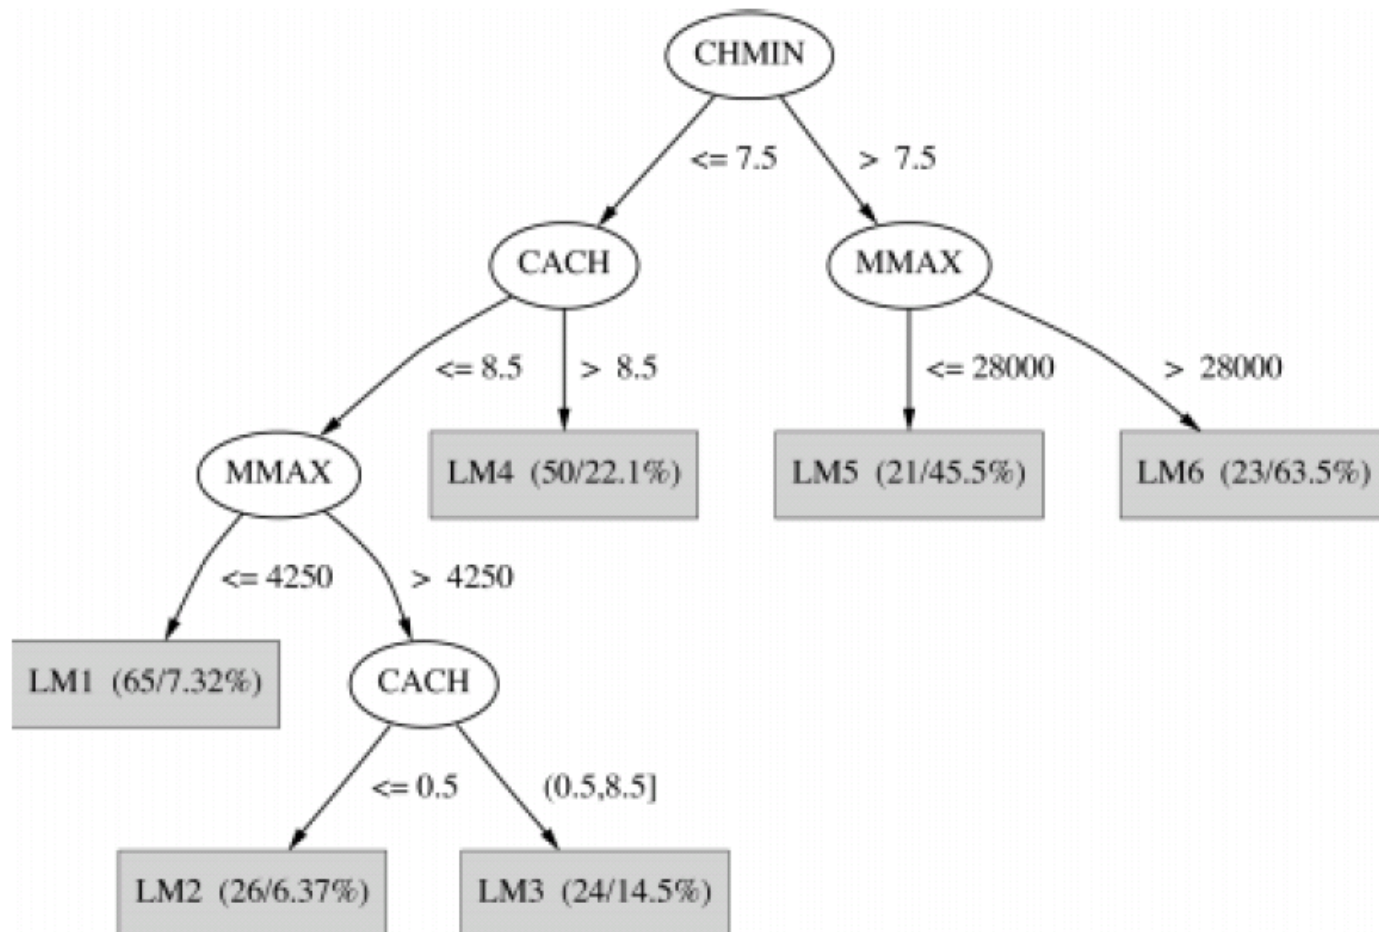 CHMIN
<= 7.5
> 7.5
CACH
MMAX
<= 8.5
> 8.5
<= 28000
> 28000
MMAX
LM4 (50/22.1%)
LM5 (21/45.5%)
LM6 (23/63.5%)
<= 4250
> 4250
LM1 (65/7.32%)
CACH
<= 0.5
(0.5,8.5]
LM2 (26/6.37%)
LM3 (24/14.5%)